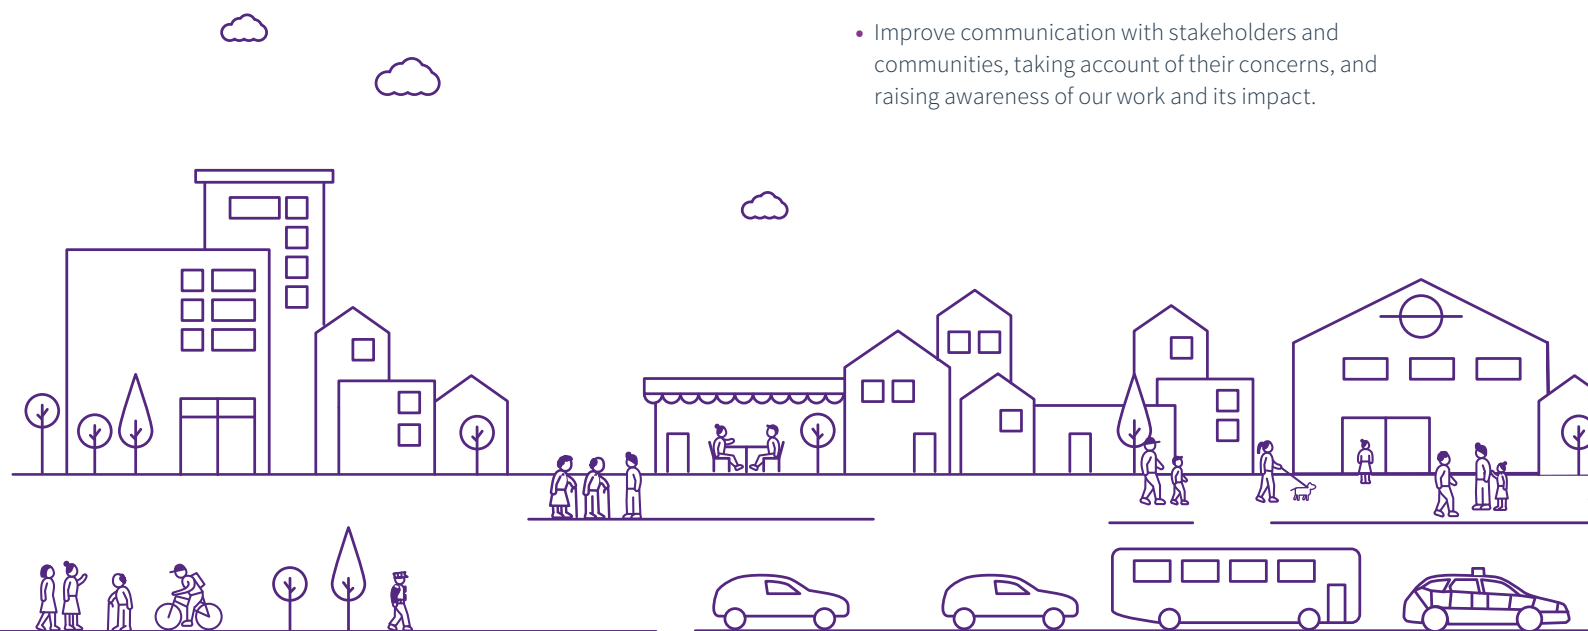 • Improve communication with stakeholders and
communities, taking account of their concerns, and
raising awareness of our work and its impact.